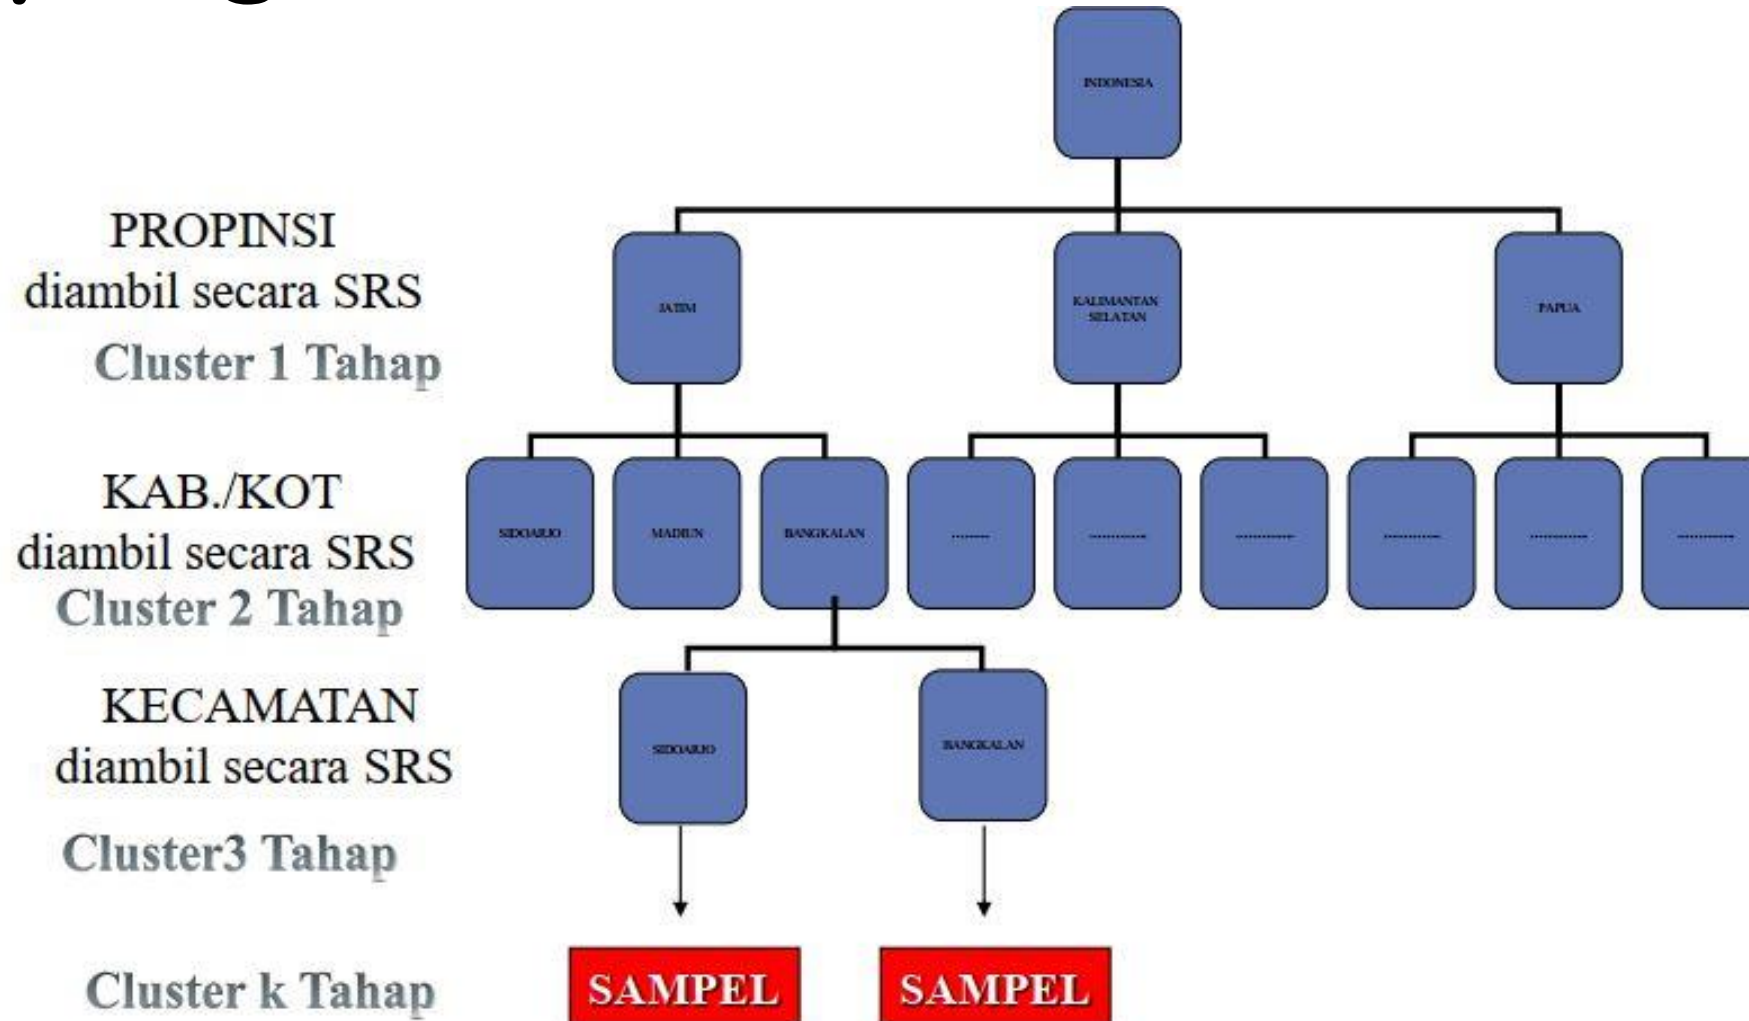 INDONESIA
PROPINSI
diambil secara SRS
Cluster 1 Tahap
JATIM
KALIMANTAN
SELATAN
PAPUA
KAB./KOT
diambil secara SRS
Cluster 2 Tahap
SIDOARJO
MADIUN
BANGKALAN
........
............
............
............
............
............
KECAMATAN
diambil secara SRS
Cluster3 Tahap
SIDOARJO
BANGKALAN
Cluster k Tahap
SAMPEL
SAMPEL